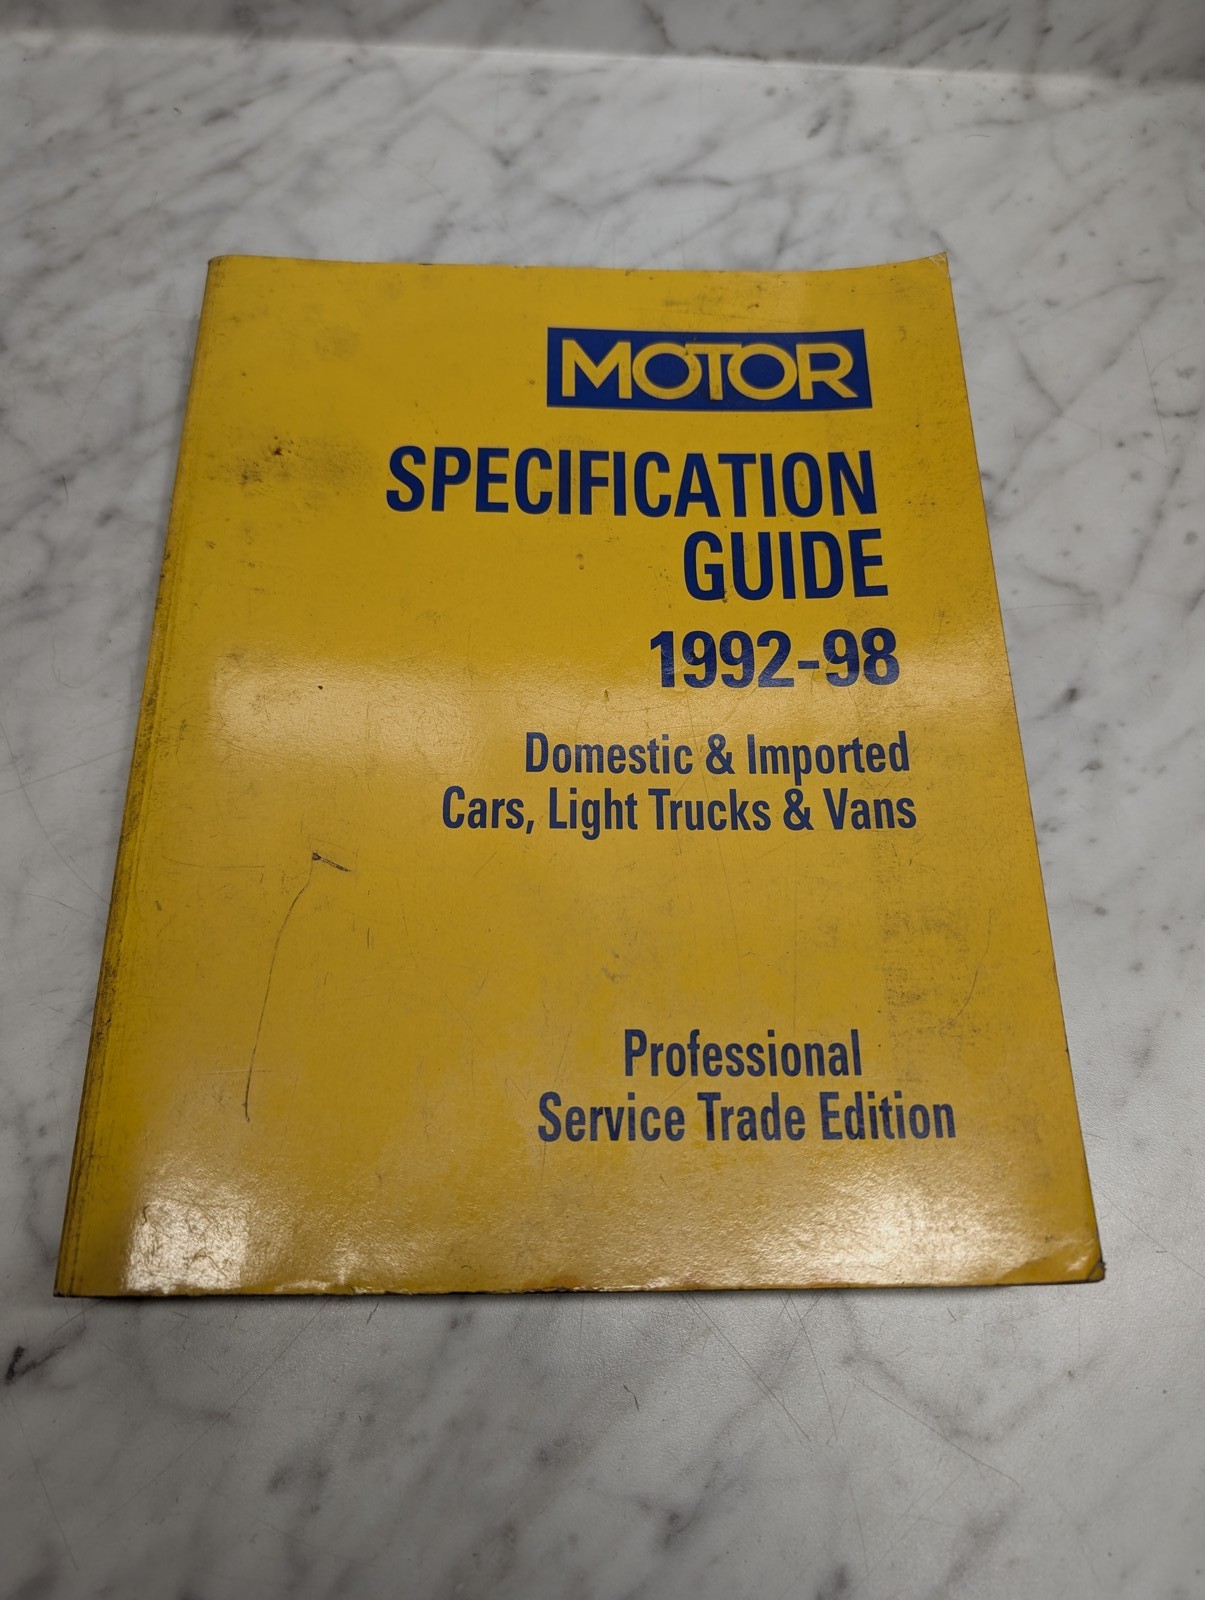 MOTOR
SPECIFICATION
GUIDE
1992-98
Domestic & Imported
Cars, Light Trucks & Vans
Professional
Service Trade Edition